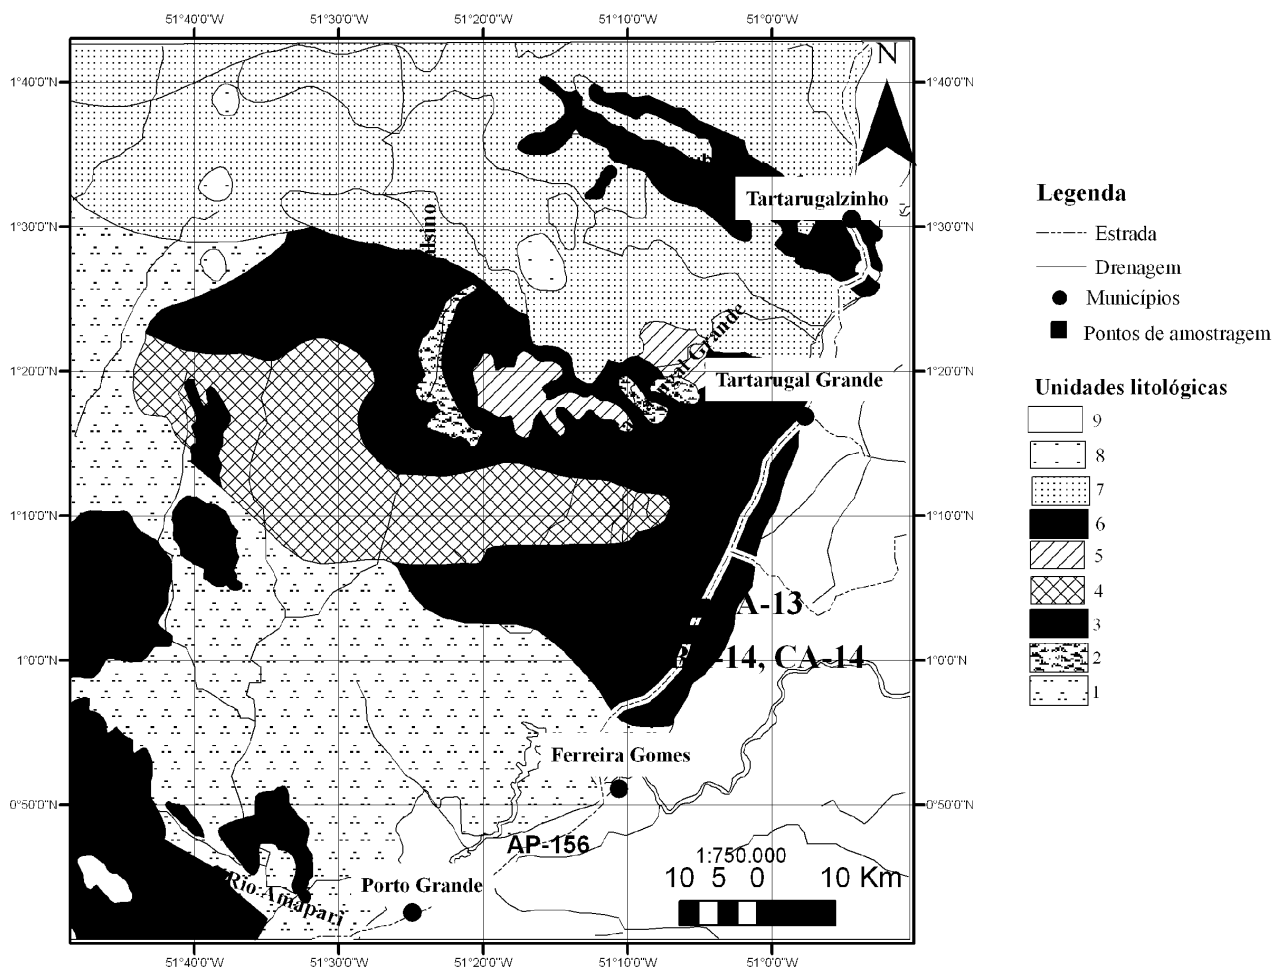 51°40'0"W 51°30'0"W 51°20'0"W 51°10'0"W 51°0'0"W
N
1°40'0"N 1°40'0"N
Tartarugalzinho
1°30'0"N 1°30'0"N
Grande
1°20'0"N 1°20'0"N
Tartarugal Grande
1°10'0"N 1°10'0"N
A-13
1°0'0"N 1°0'0"N
-14, CA-14
Ferreira Gomes
0°50'0"N 0°50'0"N
AP-156
1:750.000
10 5 0 10 Km
Porto Grande
Rio Amapari
51°40'0"W 51°30'0"W 51°20'0"W 51°10'0"W 51°0'0"W
Legenda
Estrada
Drenagem
Municípios
Pontos de amostragem
Unidades litológicas
9
8
7
6
5
4
3
2
1